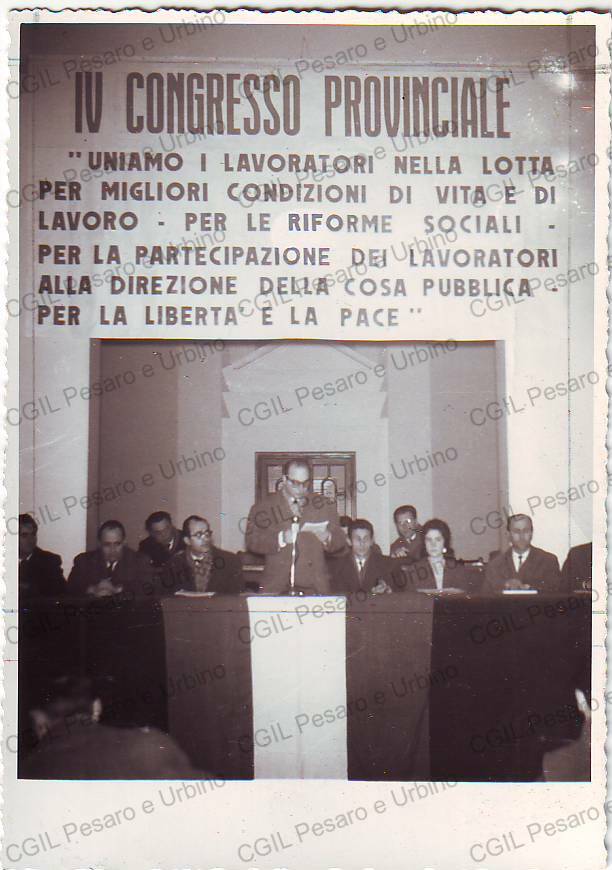 IV CONGRESSO PROVINCIALE
"UNIAMO I LAVORATORI NELLA LOTTA
PER MIGLIORI CONDIZIONI DI VITA E DI
LAVORO - PER LE RIFORME SOCIALI -
PER LA PARTECIPAZIONE DEI LAVORATORI
ALLA DIREZIONE DELLA COSA PUBBLICA -
PER LA LIBERTA' E LA PACE"
CGIL Pesaro e Urbino